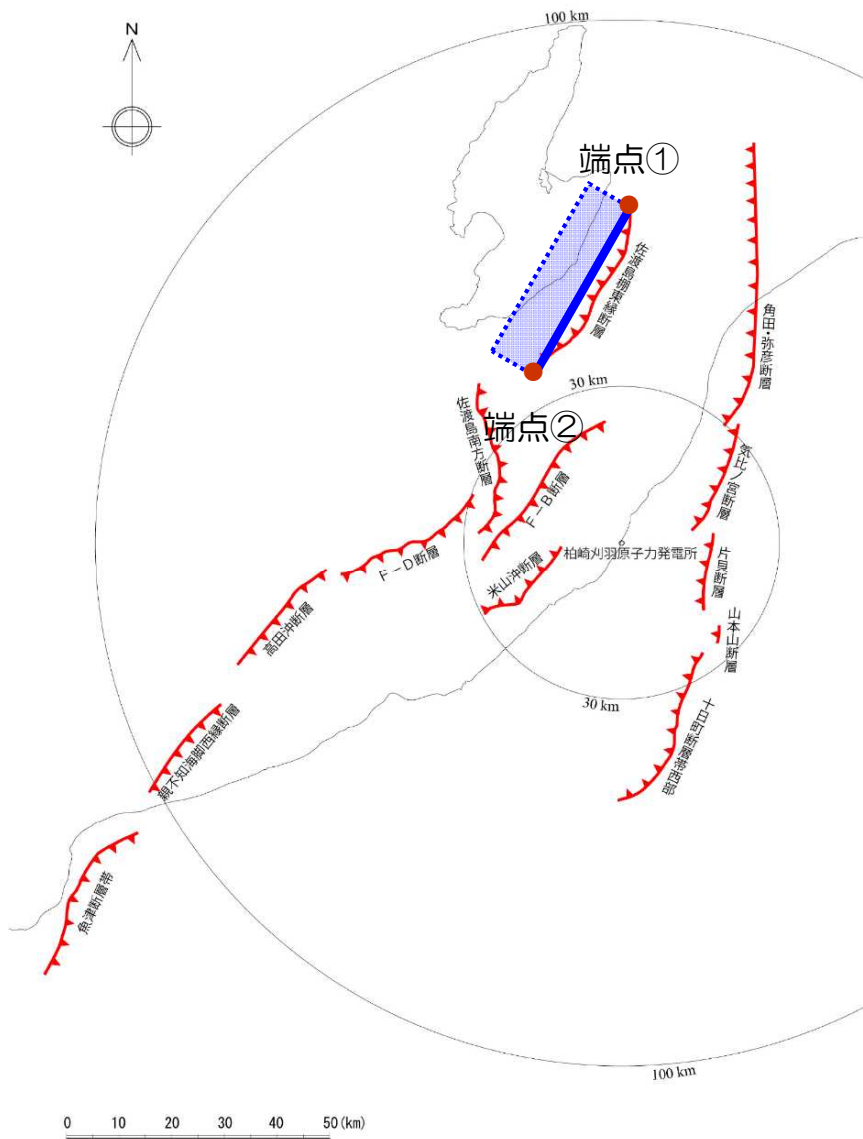 100 km
N
端点①
佐渡島棚東縁断層
角田・弥彦断層
30 km
佐渡島南方断層
端点②
気比ノ宮断層
F－B断層
柏崎刈羽原子力発電所
片貝断層
F－D断層
米山沖断層
山本山断層
高田沖断層
30 km
十日町断層帯西部
親不知海脚西縁断層
魚津断層帯
100 km
0 10 20 30 40 50(km)